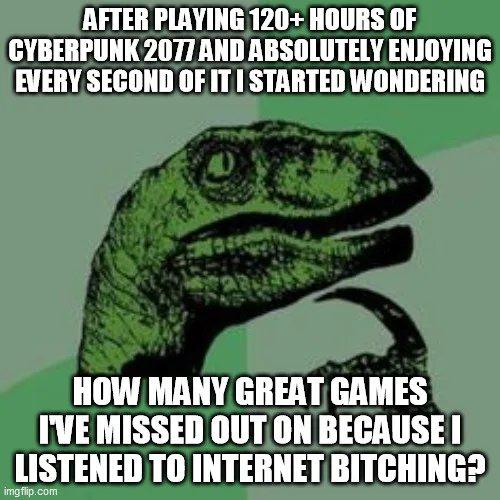 AFTER PLAYING 120+ HOURS OF
CYBERPUNK 2077 AND ABSOLUTELY ENJOYING
EVERY SECOND OF IT I STARTED WONDERING
HOW MANY GREAT GAMES
I'VE MISSED OUT ON BECAUSE I
LISTENED TO INTERNET BITCHING?
imgflip.com